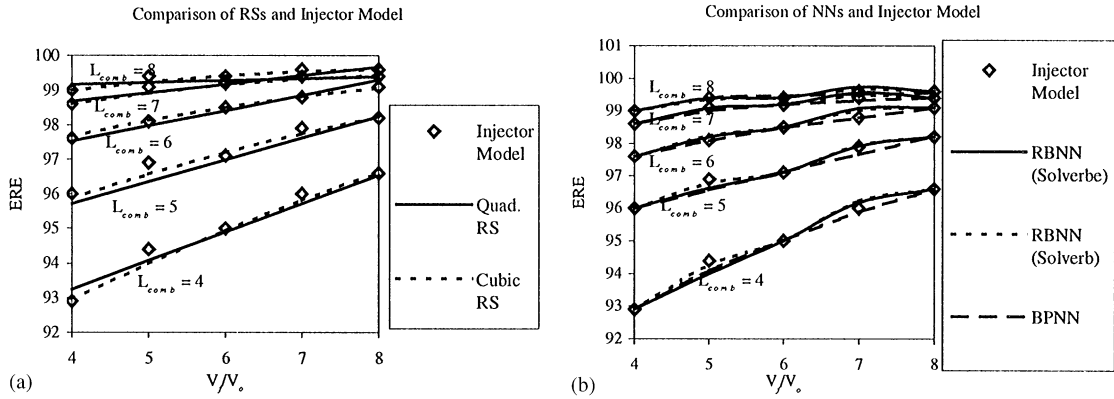 Comparison of RSs and Injector Model
100
99
98
97
96
95
94
93
92
ERE
4 5 6 7 8
V_f/V_o
L_comb = 8
L_comb = 7
L_comb = 6
L_comb = 5
L_comb = 4
Injector
Model
Quad.
RS
Cubic
RS
(a)
Comparison of NNs and Injector Model
101
100
99
98
97
96
95
94
93
92
ERE
4 5 6 7 8
V_f/V_o
L_comb = 8
L_comb = 7
L_comb = 6
L_comb = 5
L_comb = 4
Injector
Model
RBNN
(Solverbe)
RBNN
(Solverb)
BPNN
(b)